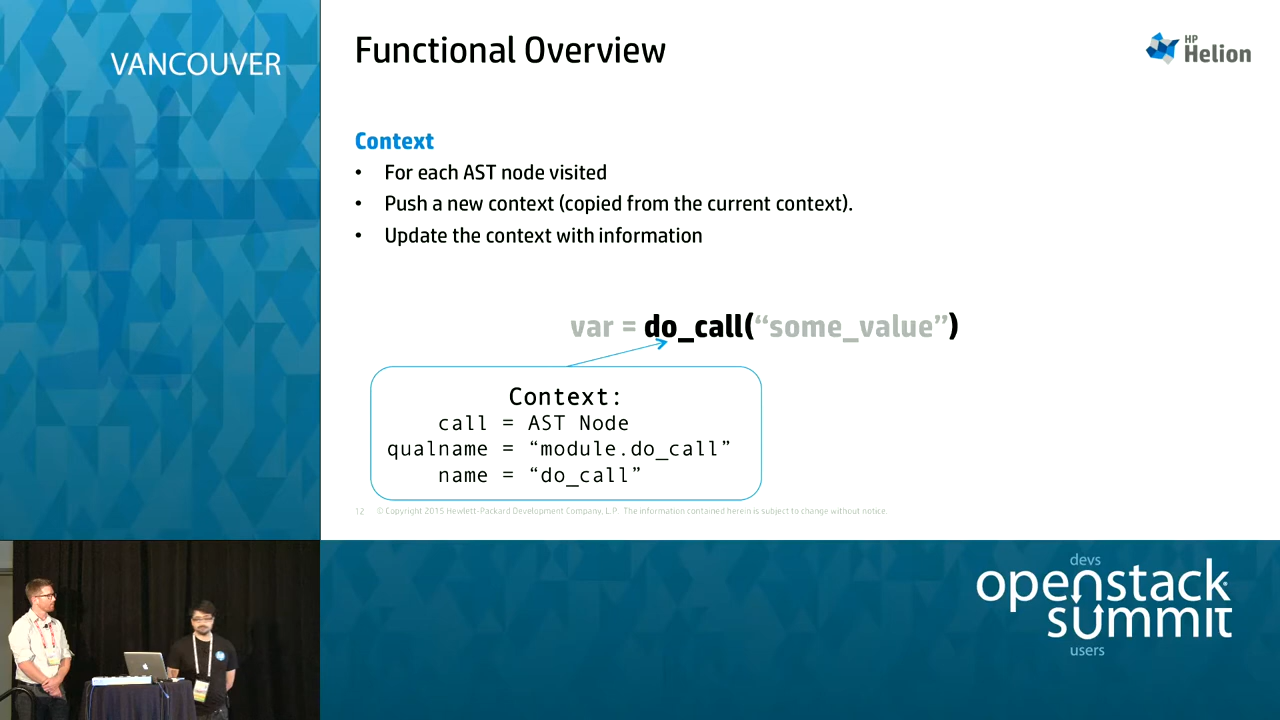 VANCOUVER
Functional Overview
HP
Helion
Context
• For each AST node visited
• Push a new context (copied from the current context).
• Update the context with information
var = do_call(“some_value”)
Context:
call = AST Node
qualname = “module.do_call”
name = “do_call”
12 © Copyright 2015 Hewlett-Packard Development Company, L.P. The information contained herein is subject to change without notice.
devs
openstack
summit
users